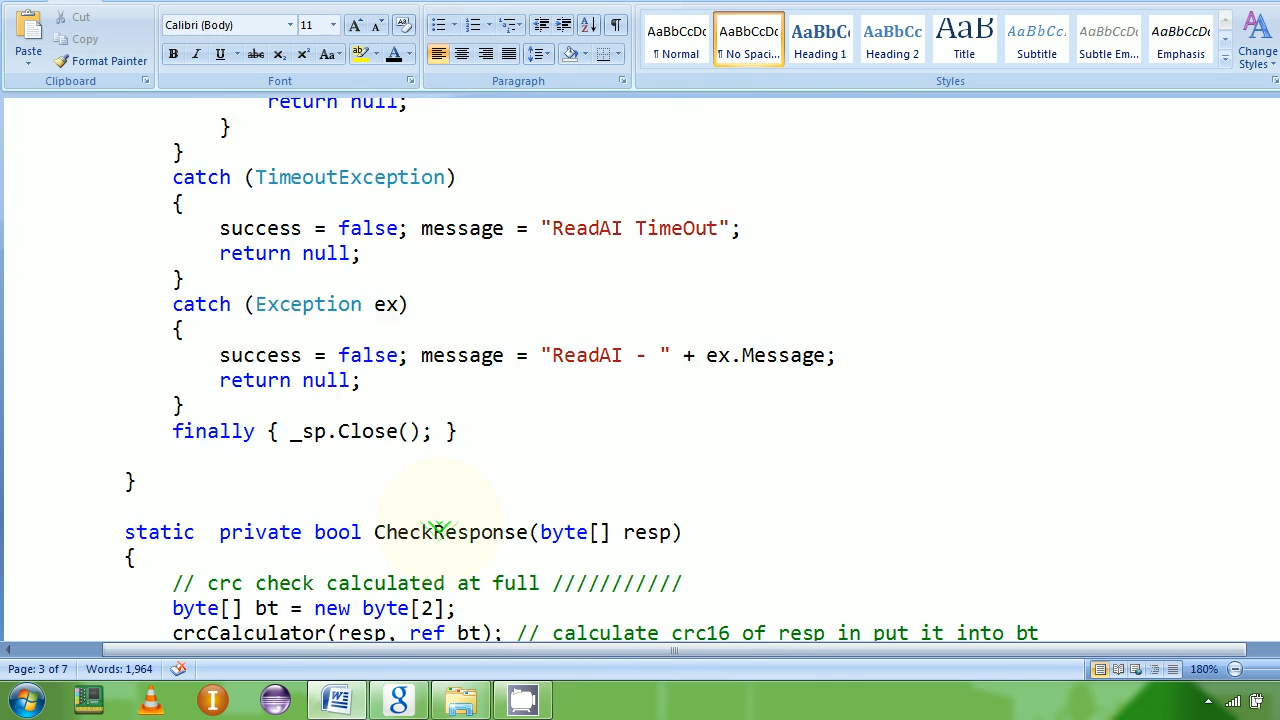 Cut
Calibri (Body)
11
AaBbCcDc
AaBbCcDc
AaBbCc
AaBbCc
AaB
AaBbCc.
AaBbCcDc
AaBbCcDc
Paste
Copy
Format Painter
B I U abc X₂ X² Aa
¶ Normal
¶ No Spaci...
Heading 1
Heading 2
Title
Subtitle
Subtle Em...
Emphasis
Change
Styles
Clipboard
Font
Paragraph
Styles
return null;
}
}
catch (TimeoutException)
{
success = false; message = "ReadAI TimeOut";
return null;
}
catch (Exception ex)
{
success = false; message = "ReadAI - " + ex.Message;
return null;
}
finally { _sp.Close(); }
}
static private bool CheckResponse(byte[] resp)
{
// crc check calculated at full ///////////
byte[] bt = new byte[2];
crcCalculator(resp, ref bt); // calculate crc16 of resp in put it into bt
Page: 3 of 7
Words: 1,964
180%